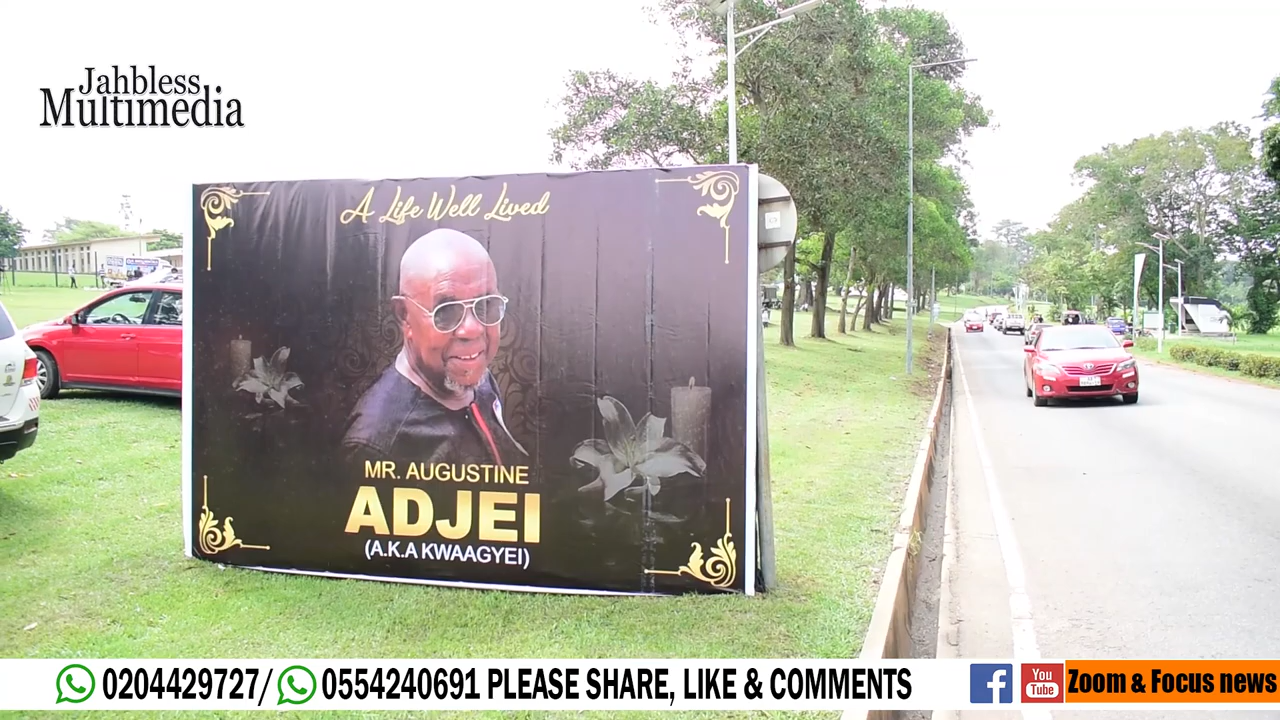 Jahbless
Multimedia
A Life Well Lived
MR. AUGUSTINE
ADJEI
(A.K.A KWAAGYEI)
0204429727/ 0554240691 PLEASE SHARE, LIKE & COMMENTS
f
You
Tube
Zoom & Focus news